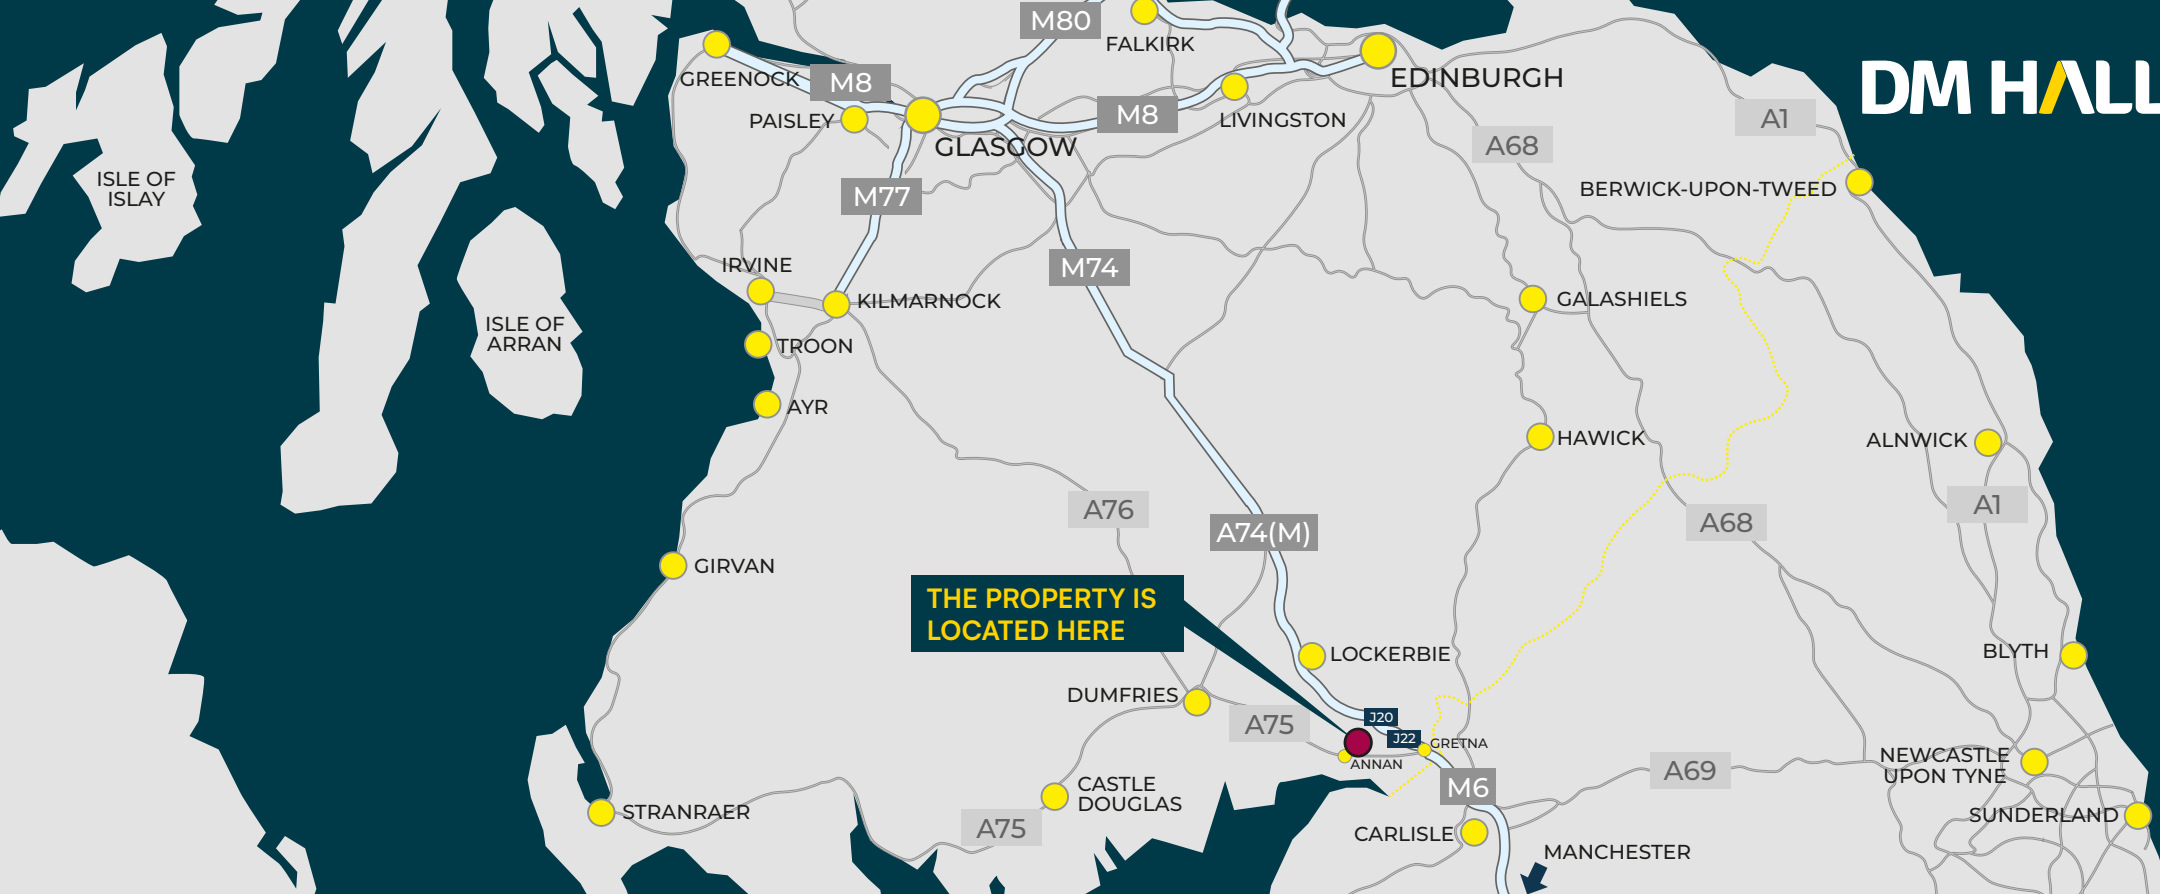 M80
FALKIRK
GREENOCK
M8
PAISLEY
GLASGOW
M8
LIVINGSTON
EDINBURGH
A68
A1
DM HALL
BERWICK-UPON-TWEED
ISLE OF
ISLAY
M77
M74
IRVINE
KILMARNOCK
GALASHIELS
ISLE OF
ARRAN
TROON
AYR
HAWICK
ALNWICK
A76
A74(M)
A68
A1
GIRVAN
THE PROPERTY IS
LOCATED HERE
LOCKERBIE
BLYTH
DUMFRIES
A75
J20
J22
GRETNA
ANNAN
M6
A69
NEWCASTLE
UPON TYNE
CASTLE
DOUGLAS
STRANRAER
A75
SUNDERLAND
CARLISLE
MANCHESTER